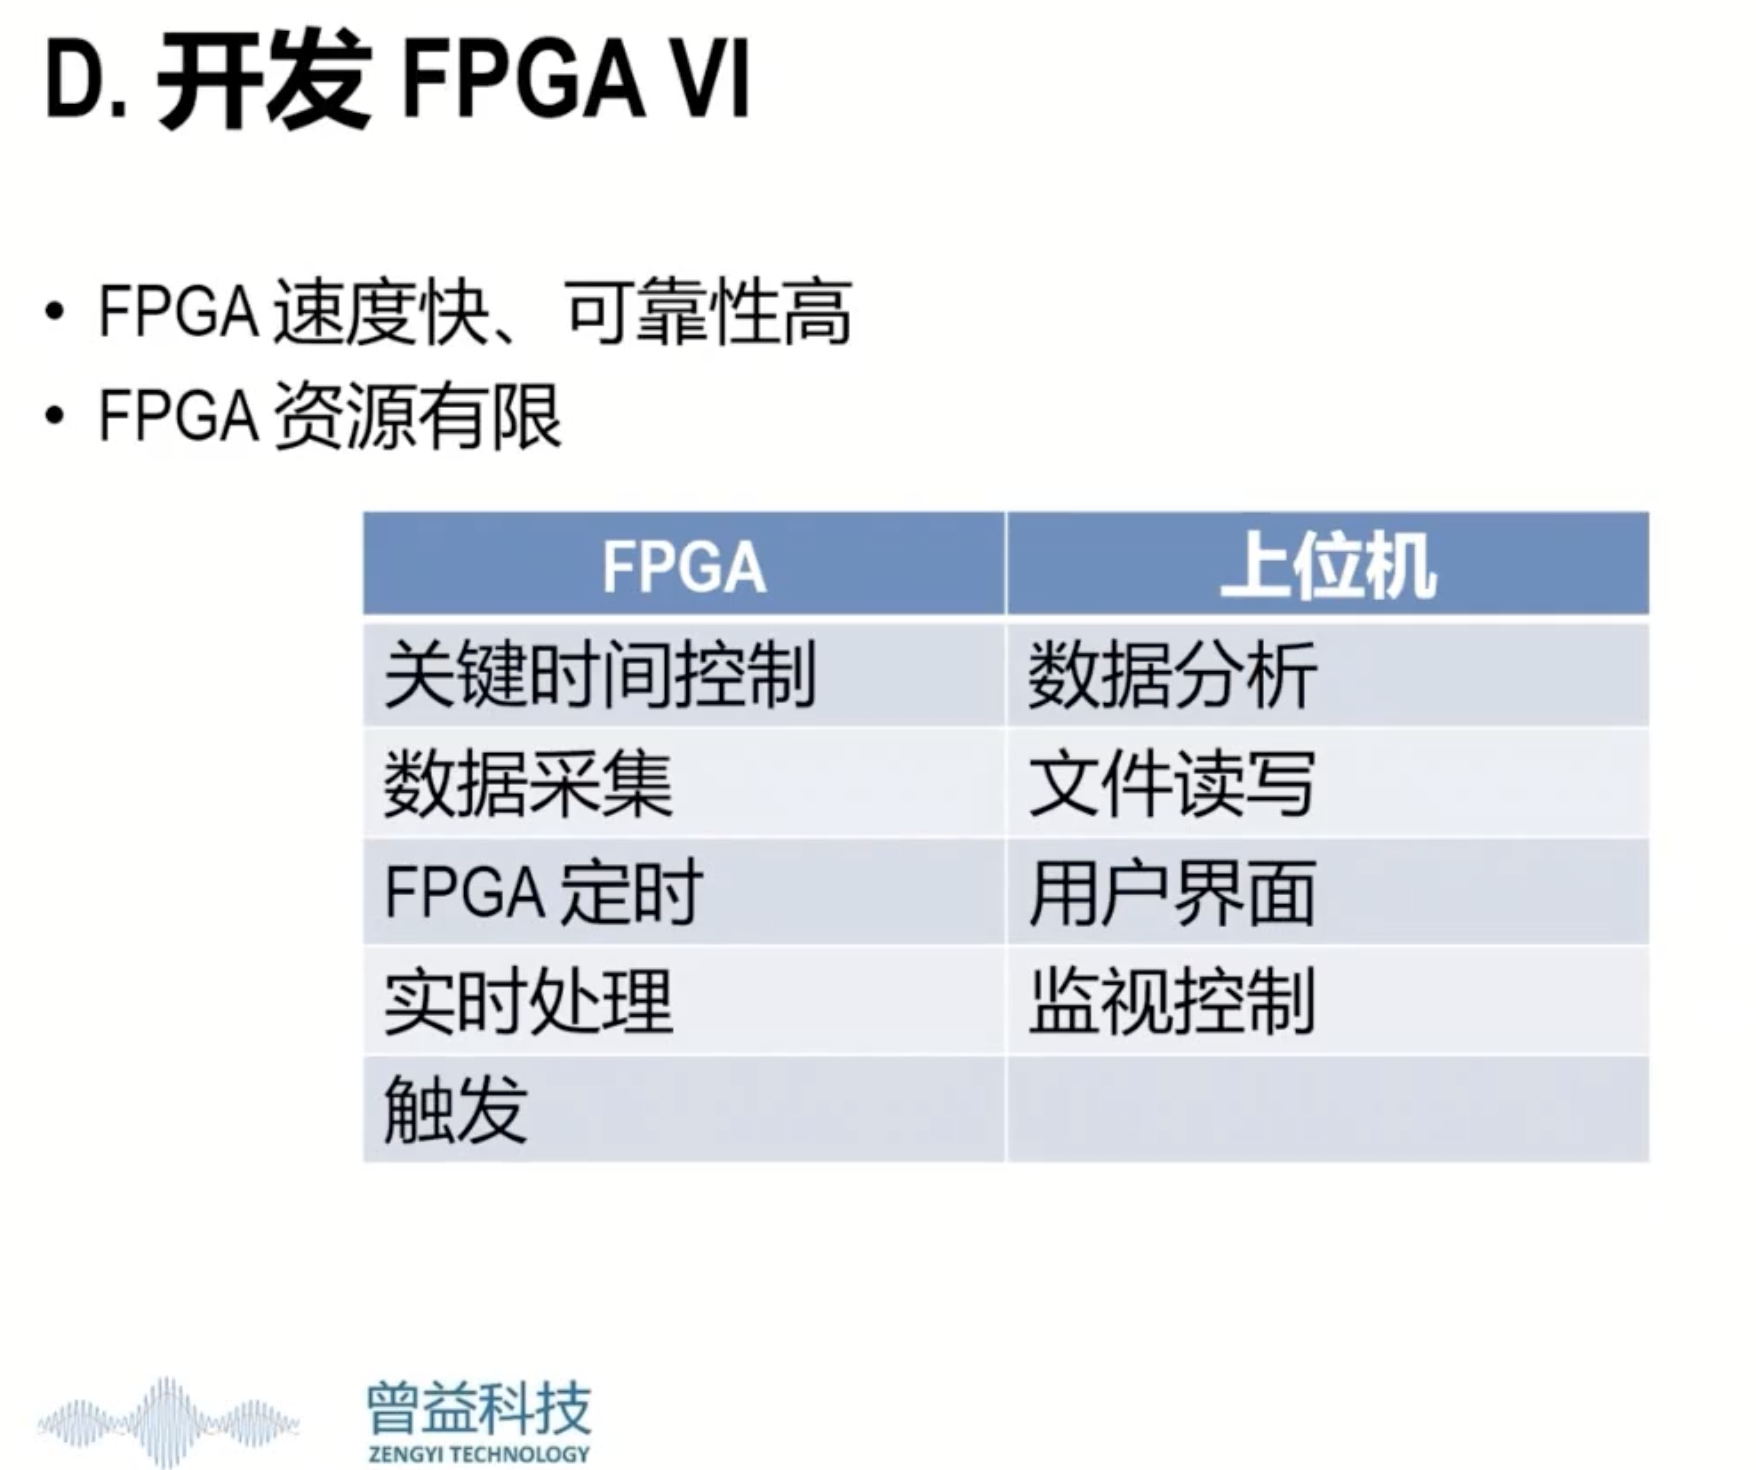 D. 开发 FPGA VI
• FPGA 速度快、可靠性高
• FPGA 资源有限
FPGA 上位机
关键时间控制 数据分析
数据采集 文件读写
FPGA 定时 用户界面
实时处理 监视控制
触发
曾益科技
ZENGYI TECHNOLOGY